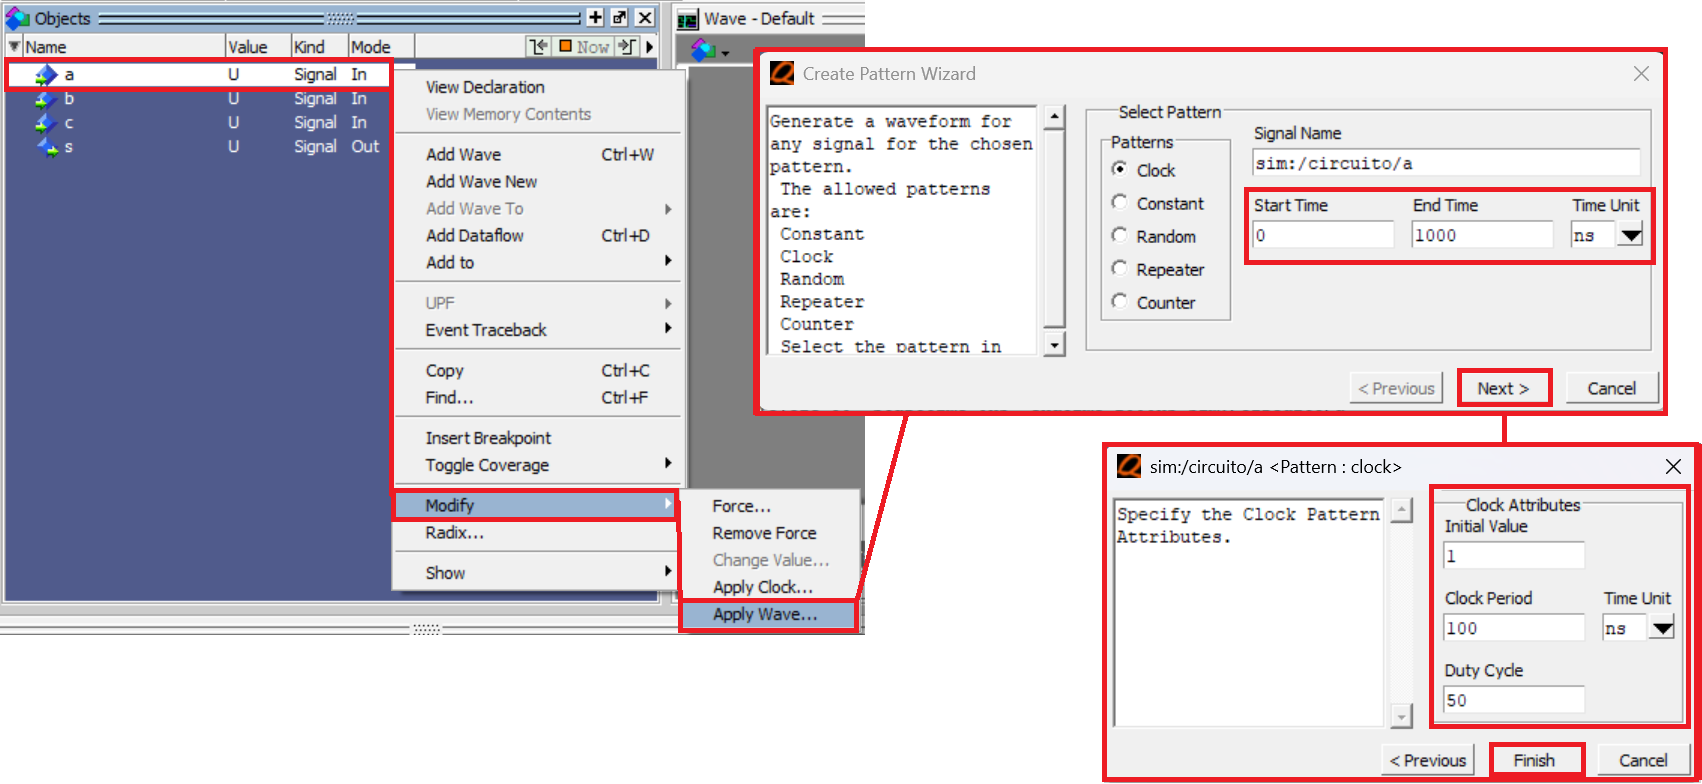 Objects
Name Value Kind Mode Now
a U Signal In
b U Signal In
c U Signal In
s U Signal Out
View Declaration
View Memory Contents
Add Wave Ctrl+W
Add Wave New
Add Wave To
Add Dataflow Ctrl+D
Add to
UPF
Event Traceback
Copy Ctrl+C
Find... Ctrl+F
Insert Breakpoint
Toggle Coverage
Modify
Radix...
Show
Force...
Remove Force
Change Value...
Apply Clock...
Apply Wave...
Wave - Default
Create Pattern Wizard
Generate a waveform for
any signal for the chosen
pattern.
The allowed patterns
are:
Constant
Clock
Random
Repeater
Counter
Select the pattern in
Select Pattern
Patterns
Clock
Constant
Random
Repeater
Counter
Signal Name
sim:/circuito/a
Start Time End Time Time Unit
0 1000 ns
< Previous Next > Cancel
sim:/circuito/a <Pattern : clock>
Specify the Clock Pattern
Attributes.
Clock Attributes
Initial Value
1
Clock Period Time Unit
100 ns
Duty Cycle
50
< Previous Finish Cancel